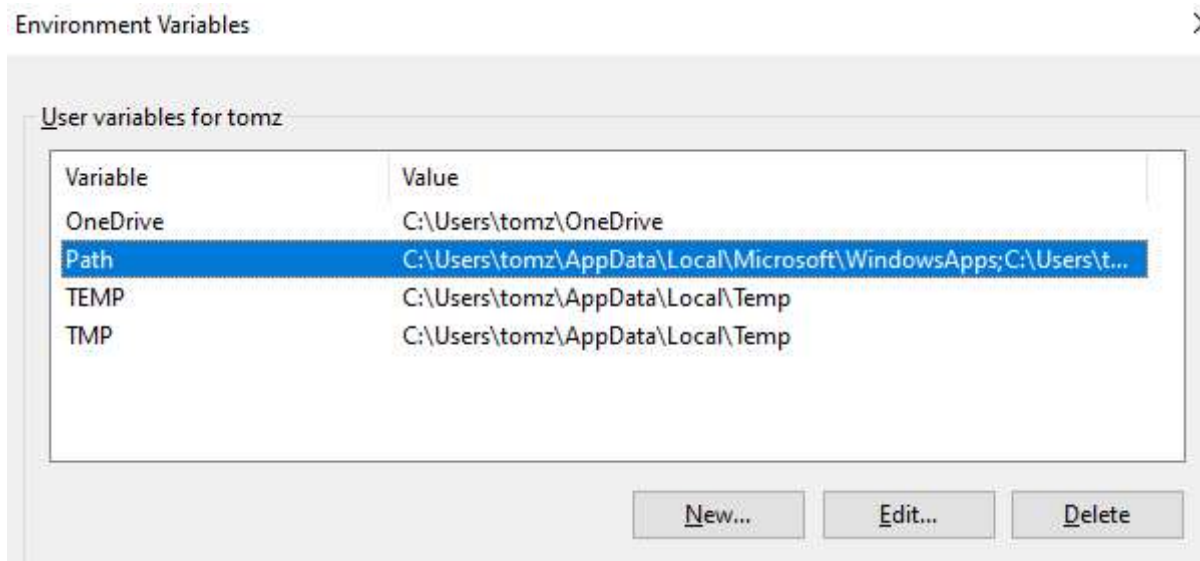 Environment Variables
User variables for tomz
Variable Value
OneDrive C:\Users\tomz\OneDrive
Path C:\Users\tomz\AppData\Local\Microsoft\WindowsApps;C:\Users\t...
TEMP C:\Users\tomz\AppData\Local\Temp
TMP C:\Users\tomz\AppData\Local\Temp
New... Edit... Delete